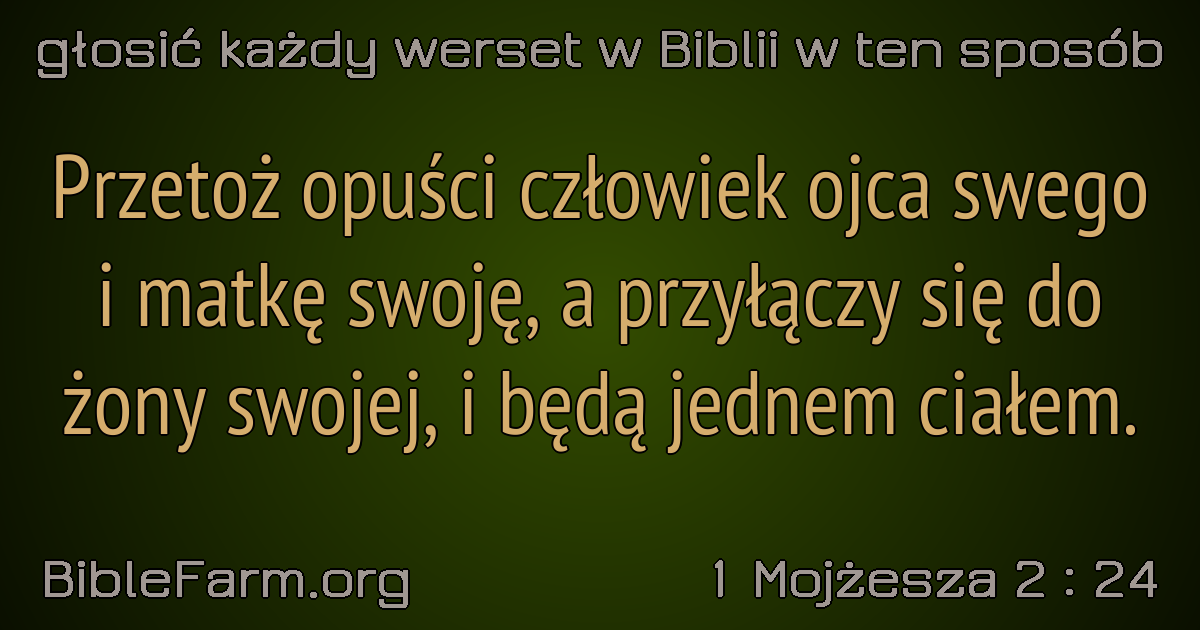 głosić każdy werset w Biblii w ten sposób
Przetoż opuści człowiek ojca swego
i matkę swoję, a przyłączy się do
żony swojej, i będą jednem ciałem.
BibleFarm.org
1 Mojżesza 2 : 24